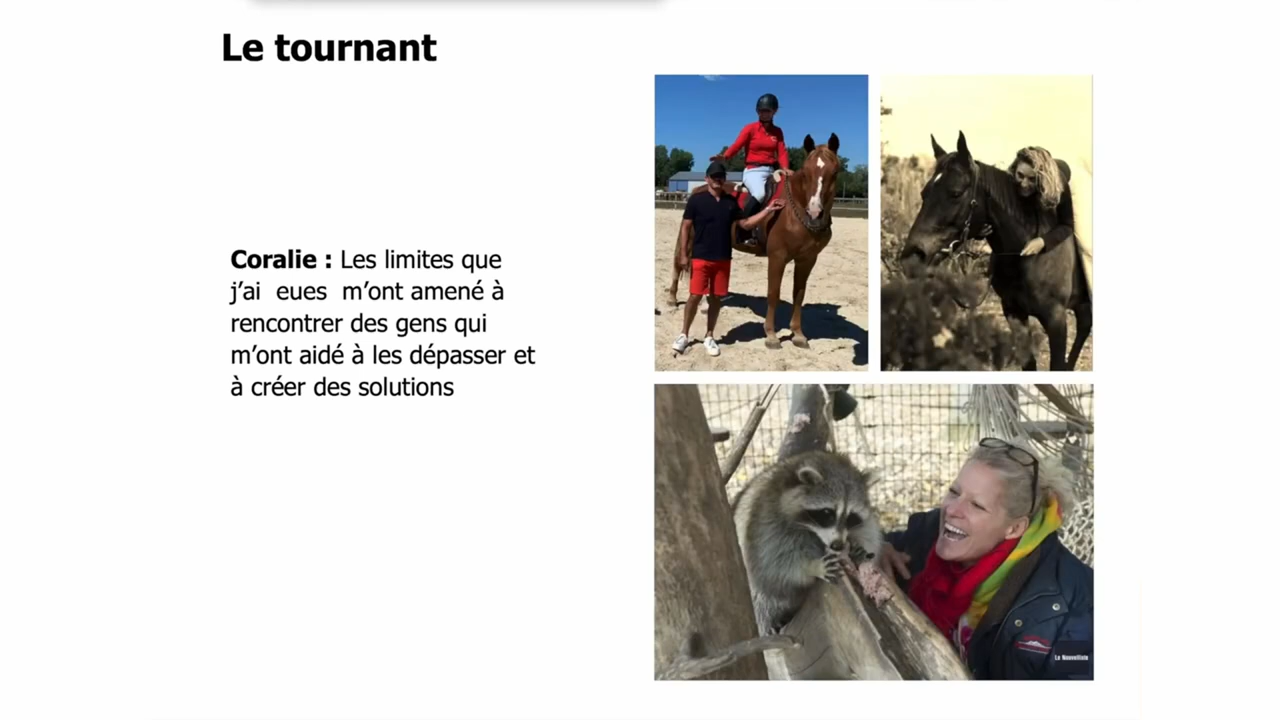 Le tournant
Coralie : Les limites que
j’ai  eues  m’ont amené à
rencontrer des gens qui
m’ont aidé à les dépasser et
à créer des solutions
Le Nouvelliste